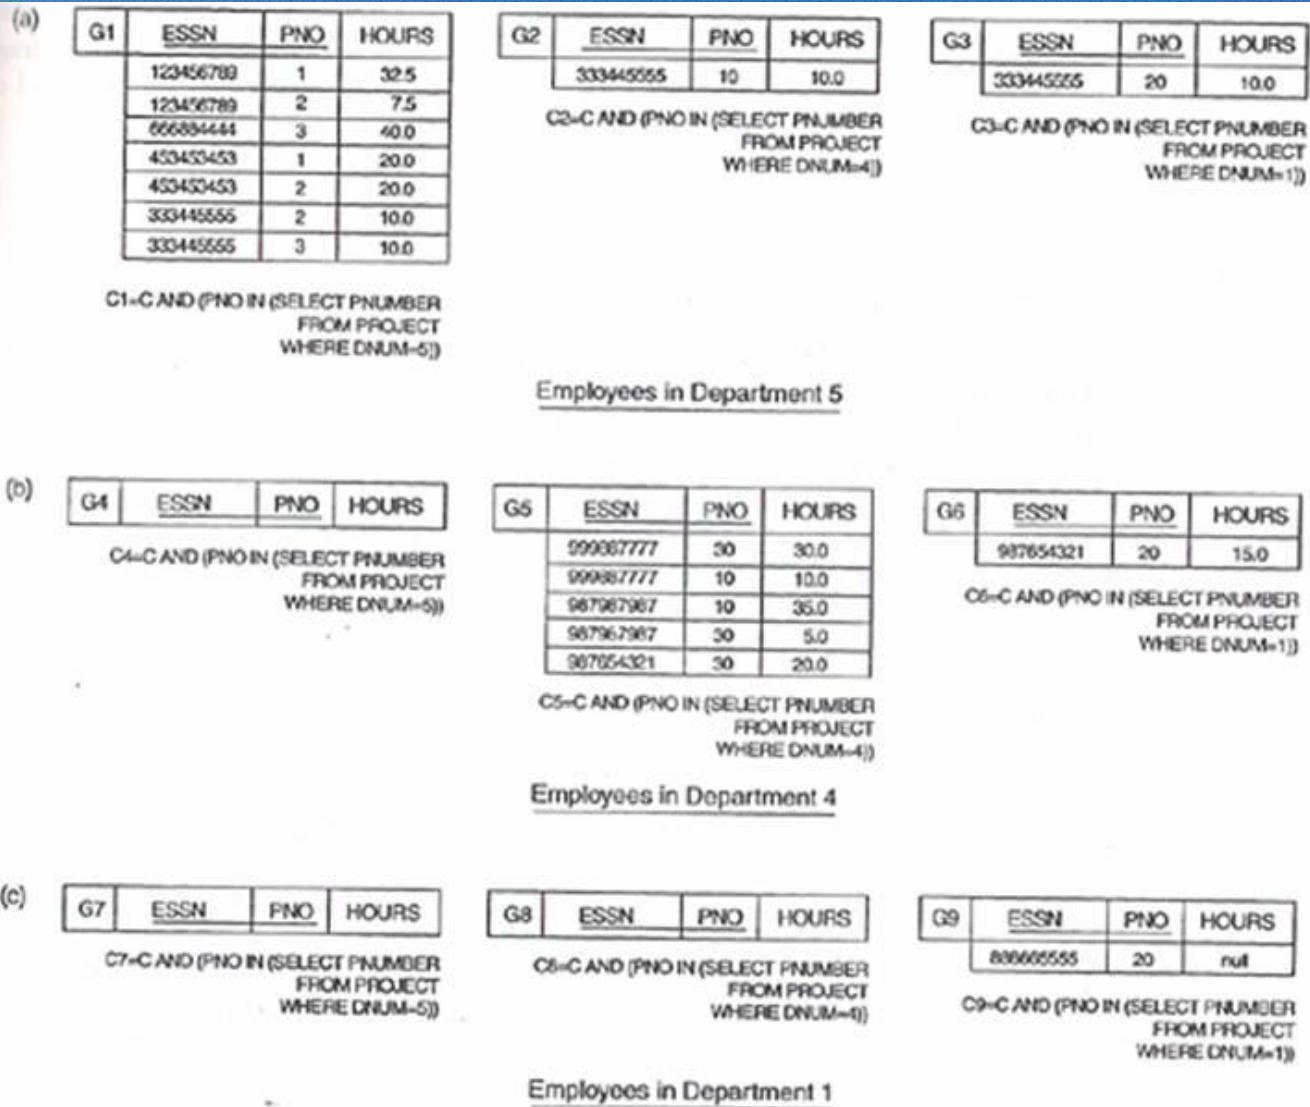 (a)
G1 ESSN PNO HOURS
123456789 1 32.5
123456789 2 7.5
666884444 3 40.0
453453453 1 20.0
453453453 2 20.0
333445555 2 10.0
333445555 3 10.0
C1=C AND (PNO IN (SELECT PNUMBER
FROM PROJECT
WHERE DNUM=5))
G2 ESSN PNO HOURS
333445555 10 10.0
C2=C AND (PNO IN (SELECT PNUMBER
FROM PROJECT
WHERE DNUM=4))
G3 ESSN PNO HOURS
333445555 20 10.0
C3=C AND (PNO IN (SELECT PNUMBER
FROM PROJECT
WHERE DNUM=1))
Employees in Department 5
(b)
G4 ESSN PNO HOURS
C4=C AND (PNO IN (SELECT PNUMBER
FROM PROJECT
WHERE DNUM=5))
G5 ESSN PNO HOURS
999887777 30 30.0
999887777 10 10.0
987987987 10 35.0
987987987 30 5.0
987654321 30 20.0
C5=C AND (PNO IN (SELECT PNUMBER
FROM PROJECT
WHERE DNUM=4))
G6 ESSN PNO HOURS
987654321 20 15.0
C6=C AND (PNO IN (SELECT PNUMBER
FROM PROJECT
WHERE DNUM=1))
Employees in Department 4
(c)
G7 ESSN PNO HOURS
C7=C AND (PNO IN (SELECT PNUMBER
FROM PROJECT
WHERE DNUM=5))
G8 ESSN PNO HOURS
C8=C AND (PNO IN (SELECT PNUMBER
FROM PROJECT
WHERE DNUM=4))
G9 ESSN PNO HOURS
888665555 20 null
C9=C AND (PNO IN (SELECT PNUMBER
FROM PROJECT
WHERE DNUM=1))
Employees in Department 1